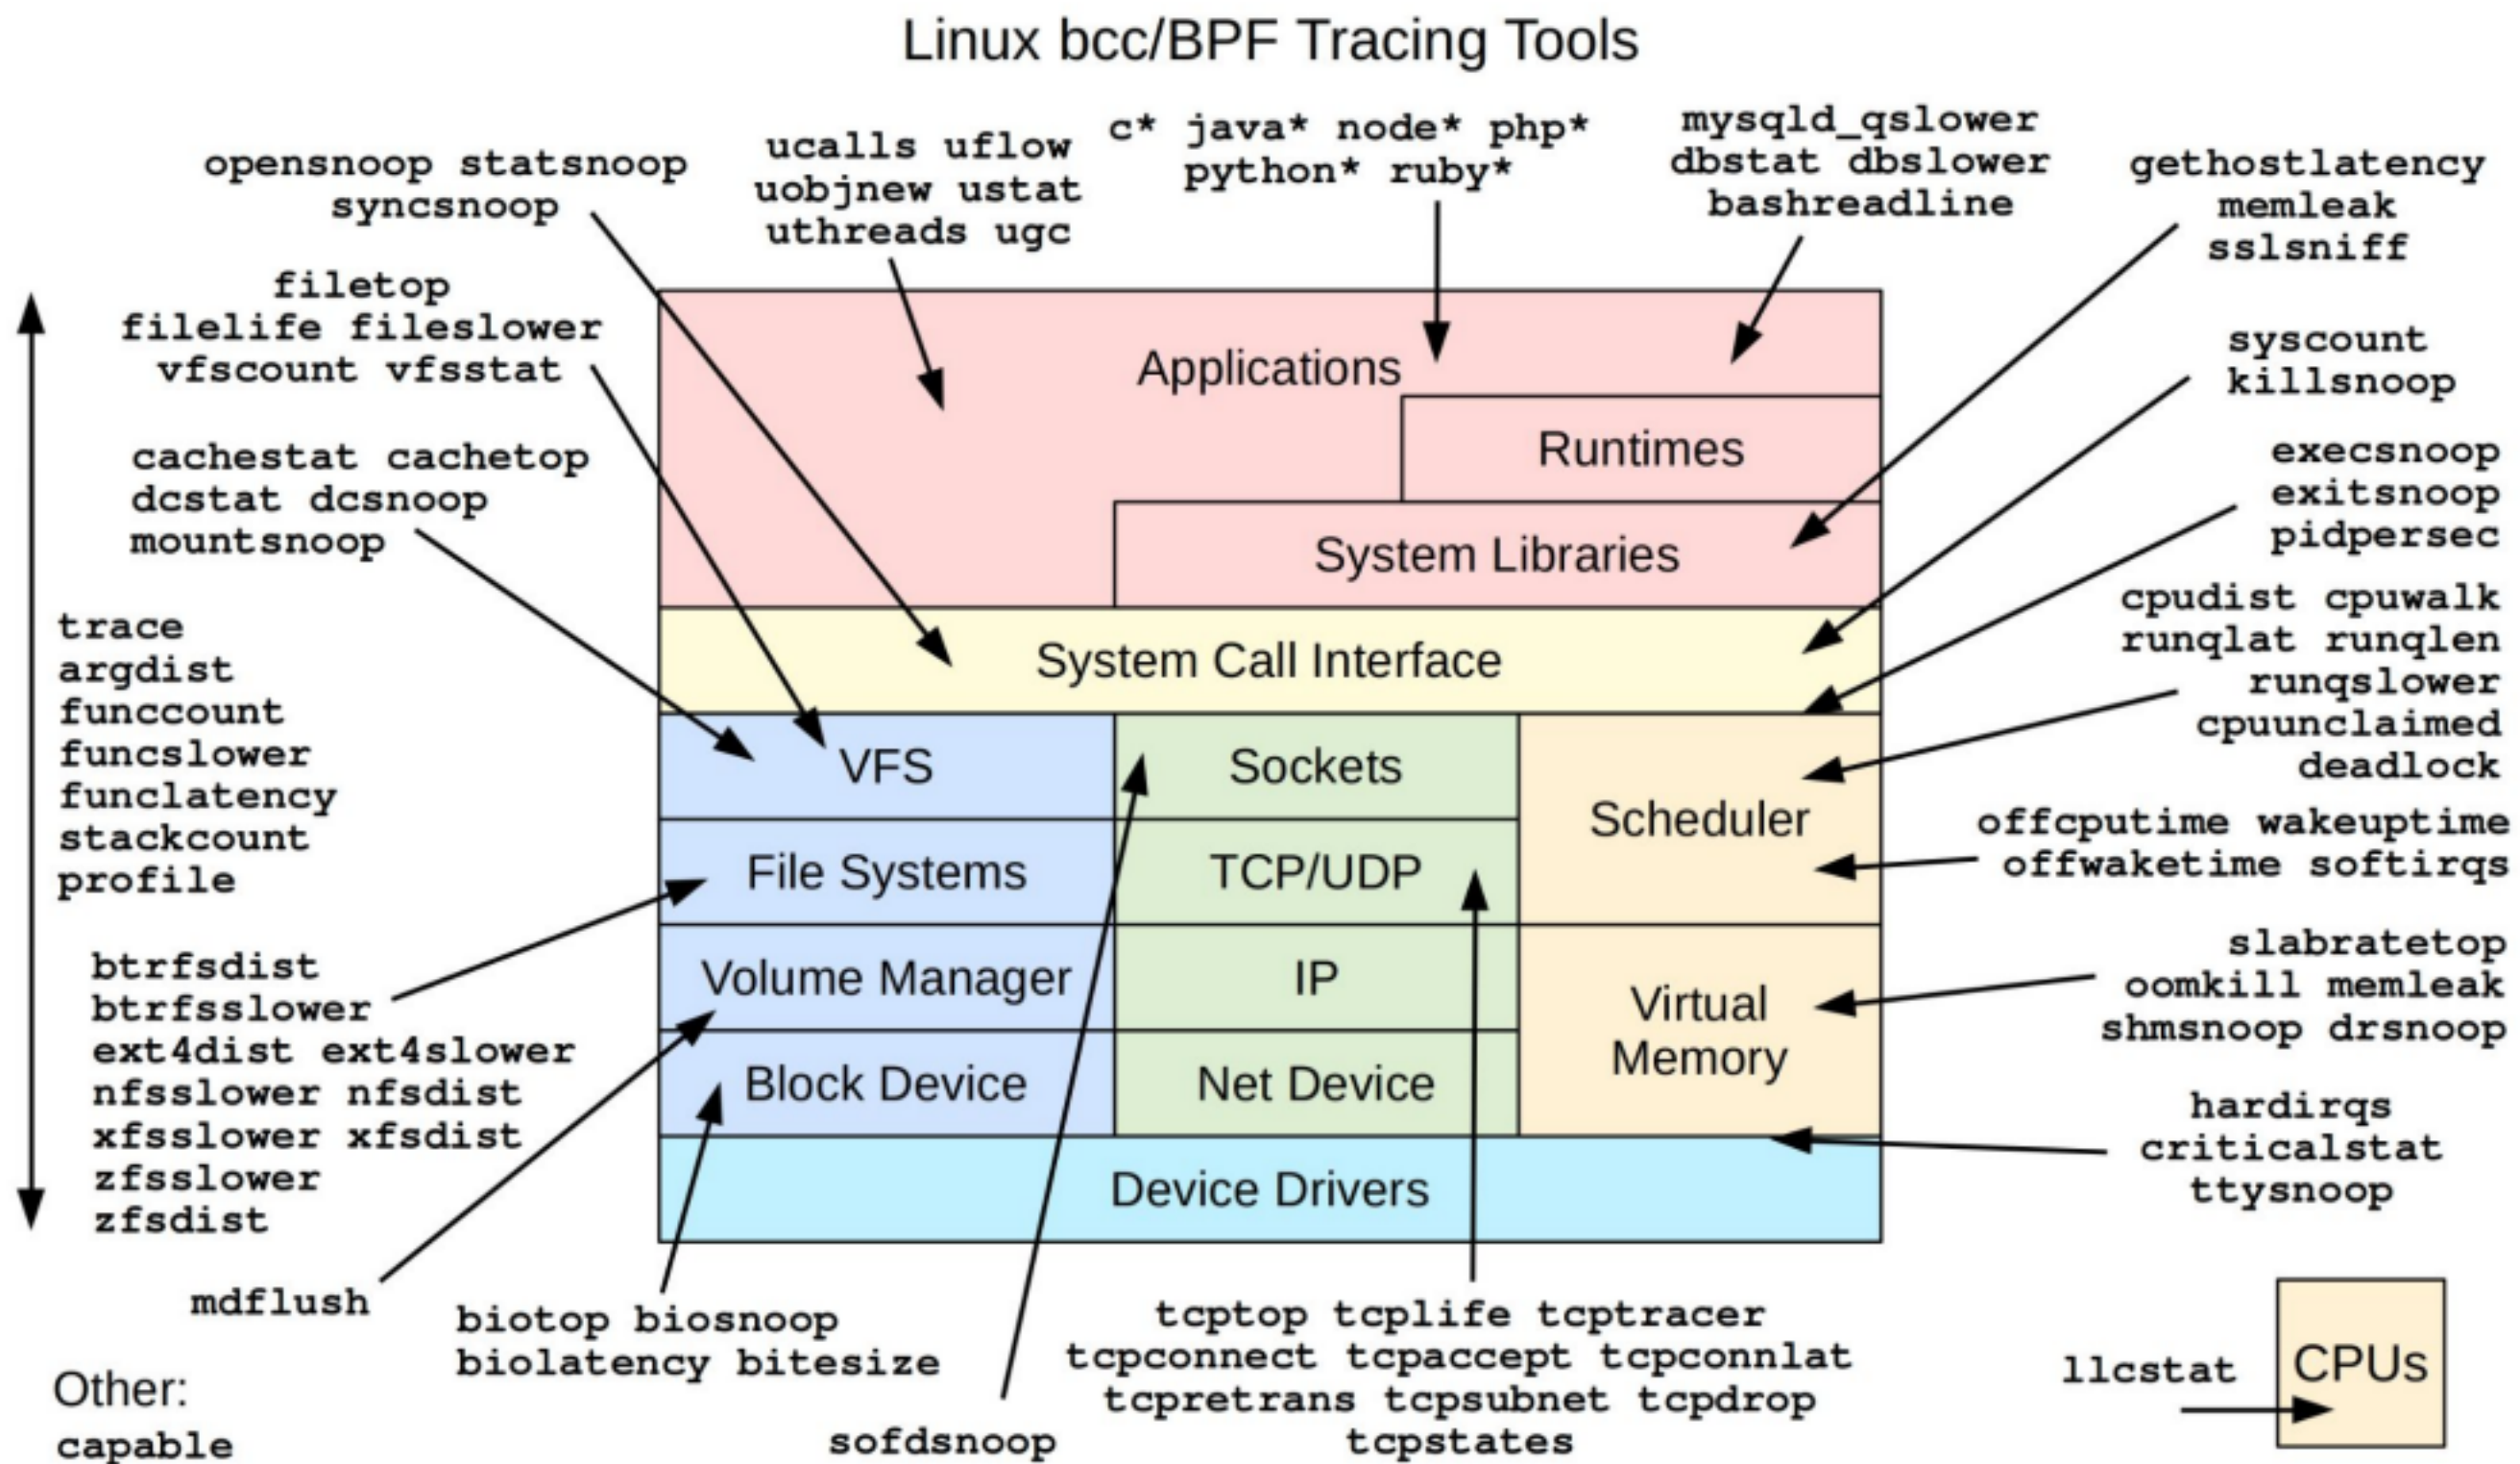 Linux bcc/BPF Tracing Tools
opensnoop statsnoop
syncsnoop
ucalls uflow
uobjnew ustat
uthreads ugc
c* java* node* php*
python* ruby*
mysqld_qslower
dbstat dbslower
bashreadline
gethostlatency
memleak
sslsniff
filetop
filelife fileslower
vfscount vfsstat
syscount
killsnoop
cachestat cachetop
dcstat dcsnoop
mountsnoop
execsnoop
exitsnoop
pidpersec
trace
argdist
funccount
funcslower
funclatency
stackcount
profile
cpudist cpuwalk
runqlat runqlen
runqslower
cpuunclaimed
deadlock
offcputime wakeuptime
offwaketime softirqs
btrfsdist
btrfsslower
ext4dist ext4slower
nfsslower nfsdist
xfsslower xfsdist
zfsslower
zfsdist
slabratetop
oomkill memleak
shmsnoop drsnoop
hardirqs
criticalstat
ttysnoop
Applications
Runtimes
System Libraries
System Call Interface
VFS
Sockets
Scheduler
File Systems
TCP/UDP
Volume Manager
IP
Virtual
Memory
Block Device
Net Device
Device Drivers
mdflush
biotop biosnoop
biolatency bitesize
sofdsnoop
tcptop tcplife tcptracer
tcpconnect tcpaccept tcpconnlat
tcpretrans tcpsubnet tcpdrop
tcpstates
llcstat
CPUs
Other:
capable